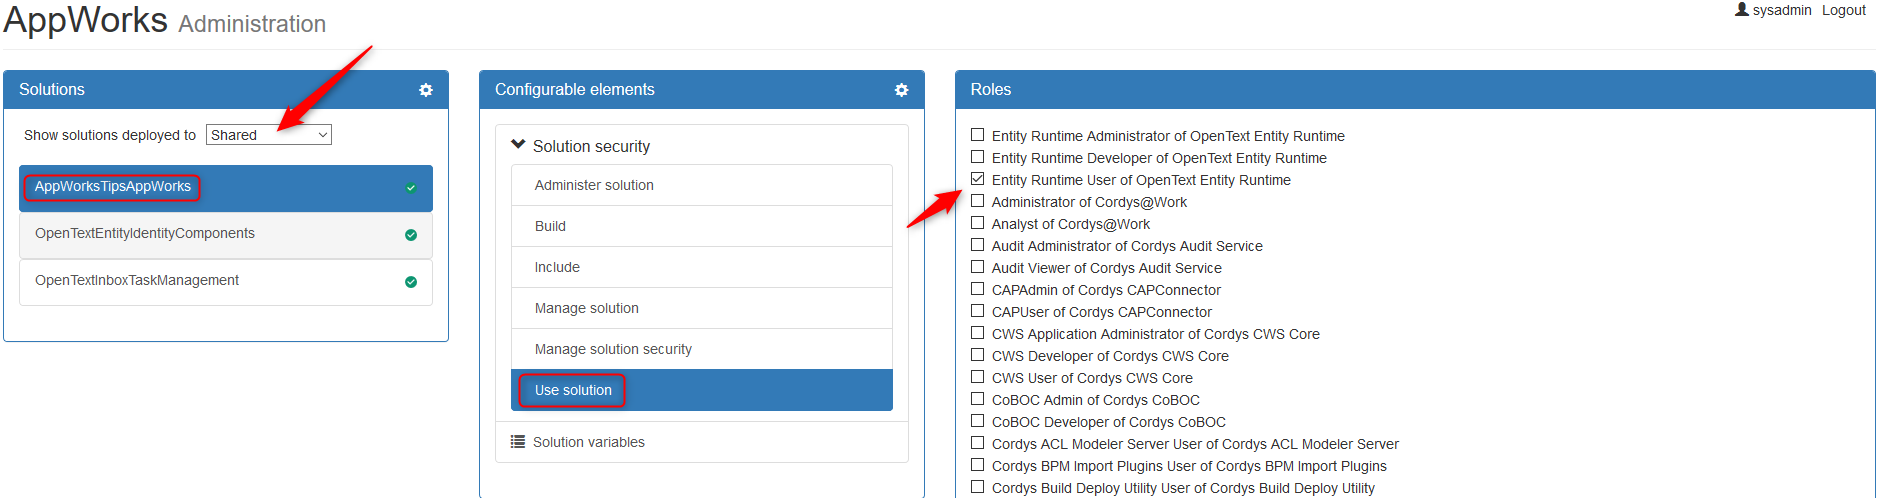 AppWorks Administration
sysadmin Logout
Solutions
Show solutions deployed to Shared
AppWorksTipsAppWorks
OpenTextEntityIdentityComponents
OpenTextInboxTaskManagement
Configurable elements
Solution security
Administer solution
Build
Include
Manage solution
Manage solution security
Use solution
Solution variables
Roles
Entity Runtime Administrator of OpenText Entity Runtime
Entity Runtime Developer of OpenText Entity Runtime
Entity Runtime User of OpenText Entity Runtime
Administrator of Cordys@Work
Analyst of Cordys@Work
Audit Administrator of Cordys Audit Service
Audit Viewer of Cordys Audit Service
CAPAdmin of Cordys CAPConnector
CAPUser of Cordys CAPConnector
CWS Application Administrator of Cordys CWS Core
CWS Developer of Cordys CWS Core
CWS User of Cordys CWS Core
CoBOC Admin of Cordys CoBOC
CoBOC Developer of Cordys CoBOC
Cordys ACL Modeler Server User of Cordys ACL Modeler Server
Cordys BPM Import Plugins User of Cordys BPM Import Plugins
Cordys Build Deploy Utility User of Cordys Build Deploy Utility